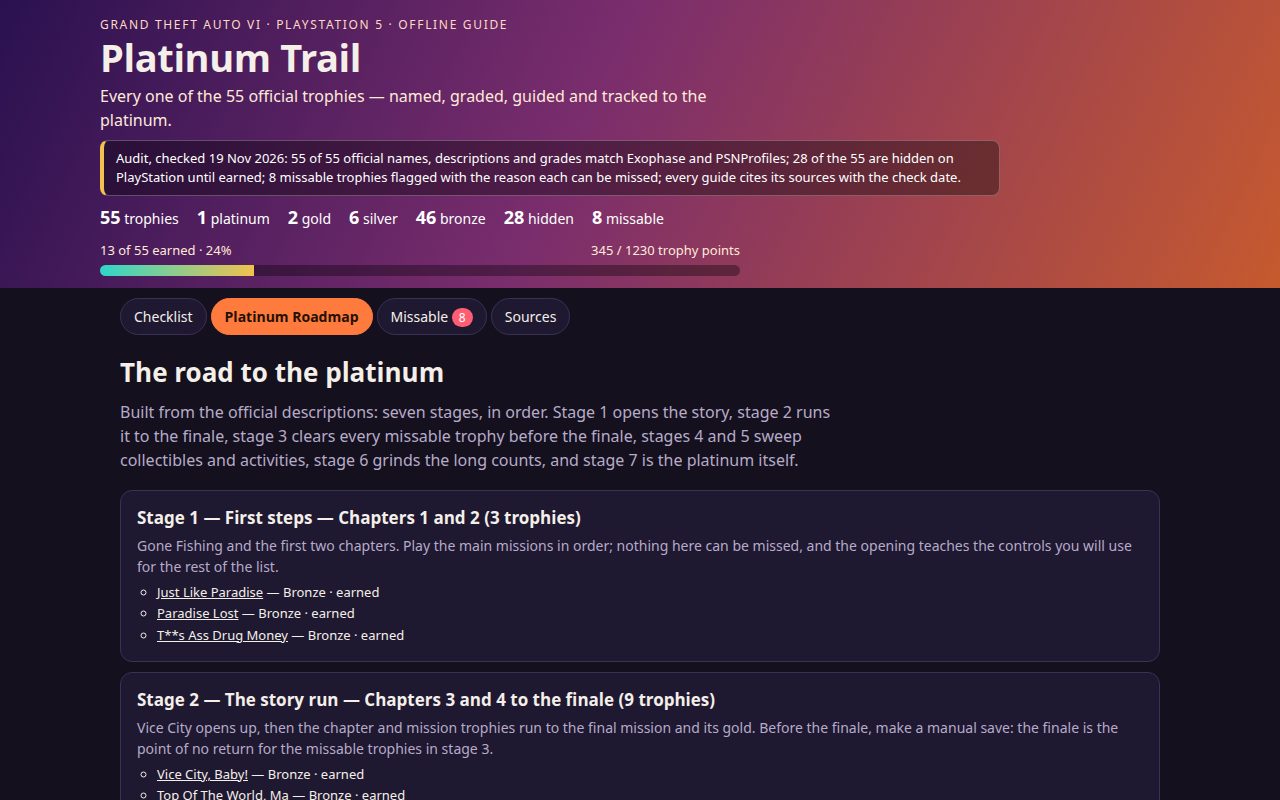 GRAND THEFT AUTO VI · PLAYSTATION 5 · OFFLINE GUIDE
Platinum Trail
Every one of the 55 official trophies — named, graded, guided and tracked to the
platinum.
Audit, checked 19 Nov 2026: 55 of 55 official names, descriptions and grades match Exophase and PSNProfiles; 28 of the 55 are hidden on
PlayStation until earned; 8 missable trophies flagged with the reason each can be missed; every guide cites its sources with the check date.
55 trophies 1 platinum 2 gold 6 silver 46 bronze 28 hidden 8 missable
13 of 55 earned · 24% 345 / 1230 trophy points
Checklist Platinum Roadmap Missable 8 Sources
The road to the platinum
Built from the official descriptions: seven stages, in order. Stage 1 opens the story, stage 2 runs
it to the finale, stage 3 clears every missable trophy before the finale, stages 4 and 5 sweep
collectibles and activities, stage 6 grinds the long counts, and stage 7 is the platinum itself.
Stage 1 — First steps — Chapters 1 and 2 (3 trophies)
Gone Fishing and the first two chapters. Play the main missions in order; nothing here can be missed, and the opening teaches the controls you will use
for the rest of the list.
Just Like Paradise — Bronze · earned
Paradise Lost — Bronze · earned
T**s Ass Drug Money — Bronze · earned
Stage 2 — The story run — Chapters 3 and 4 to the finale (9 trophies)
Vice City opens up, then the chapter and mission trophies run to the final mission and its gold. Before the finale, make a manual save: the finale is the
point of no return for the missable trophies in stage 3.
Vice City, Baby! — Bronze · earned
Top Of The World, Ma — Bronze · earned